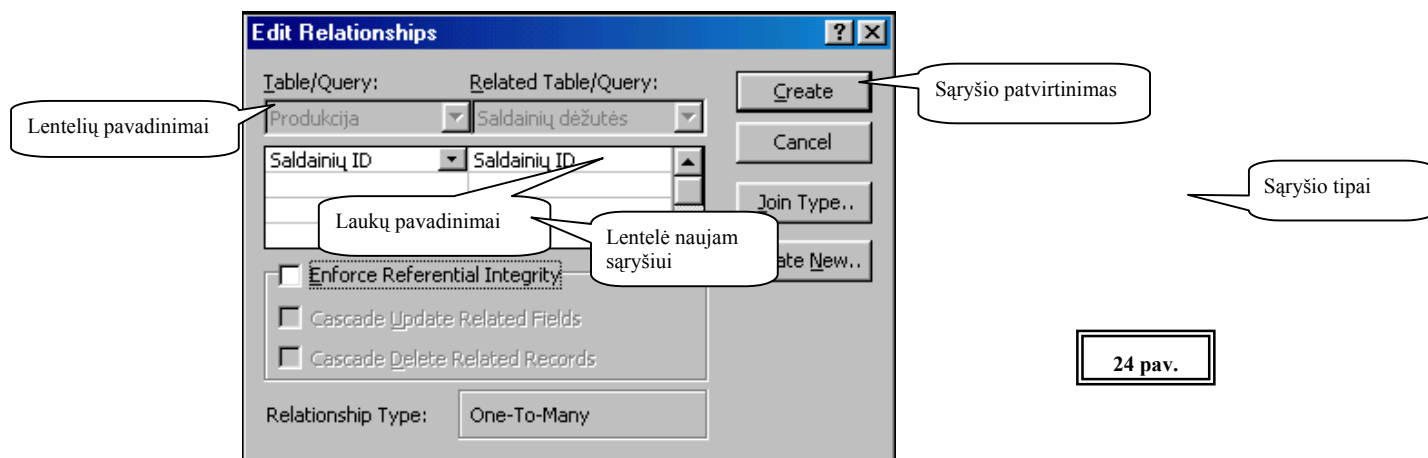 Edit Relationships
Table/Query:
Related Table/Query:
Create
Sąryšio patvirtinimas
Lentelių pavadinimai
Produkcija
Saldainių dėžutės
Cancel
Saldainių ID
Saldainių ID
Sąryšio tipai
Join Type..
Laukų pavadinimai
Lentelė naujam
sąryšiui
ate New..
Enforce Referential Integrity
Cascade Update Related Fields
Cascade Delete Related Records
24 pav.
Relationship Type:
One-To-Many